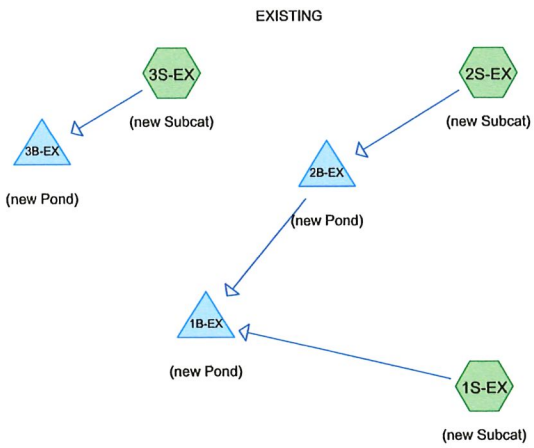 EXISTING
3S-EX
2S-EX
(new Subcat)
(new Subcat)
3B-EX
2B-EX
(new Pond)
(new Pond)
1B-EX
(new Pond)
1S-EX
(new Subcat)